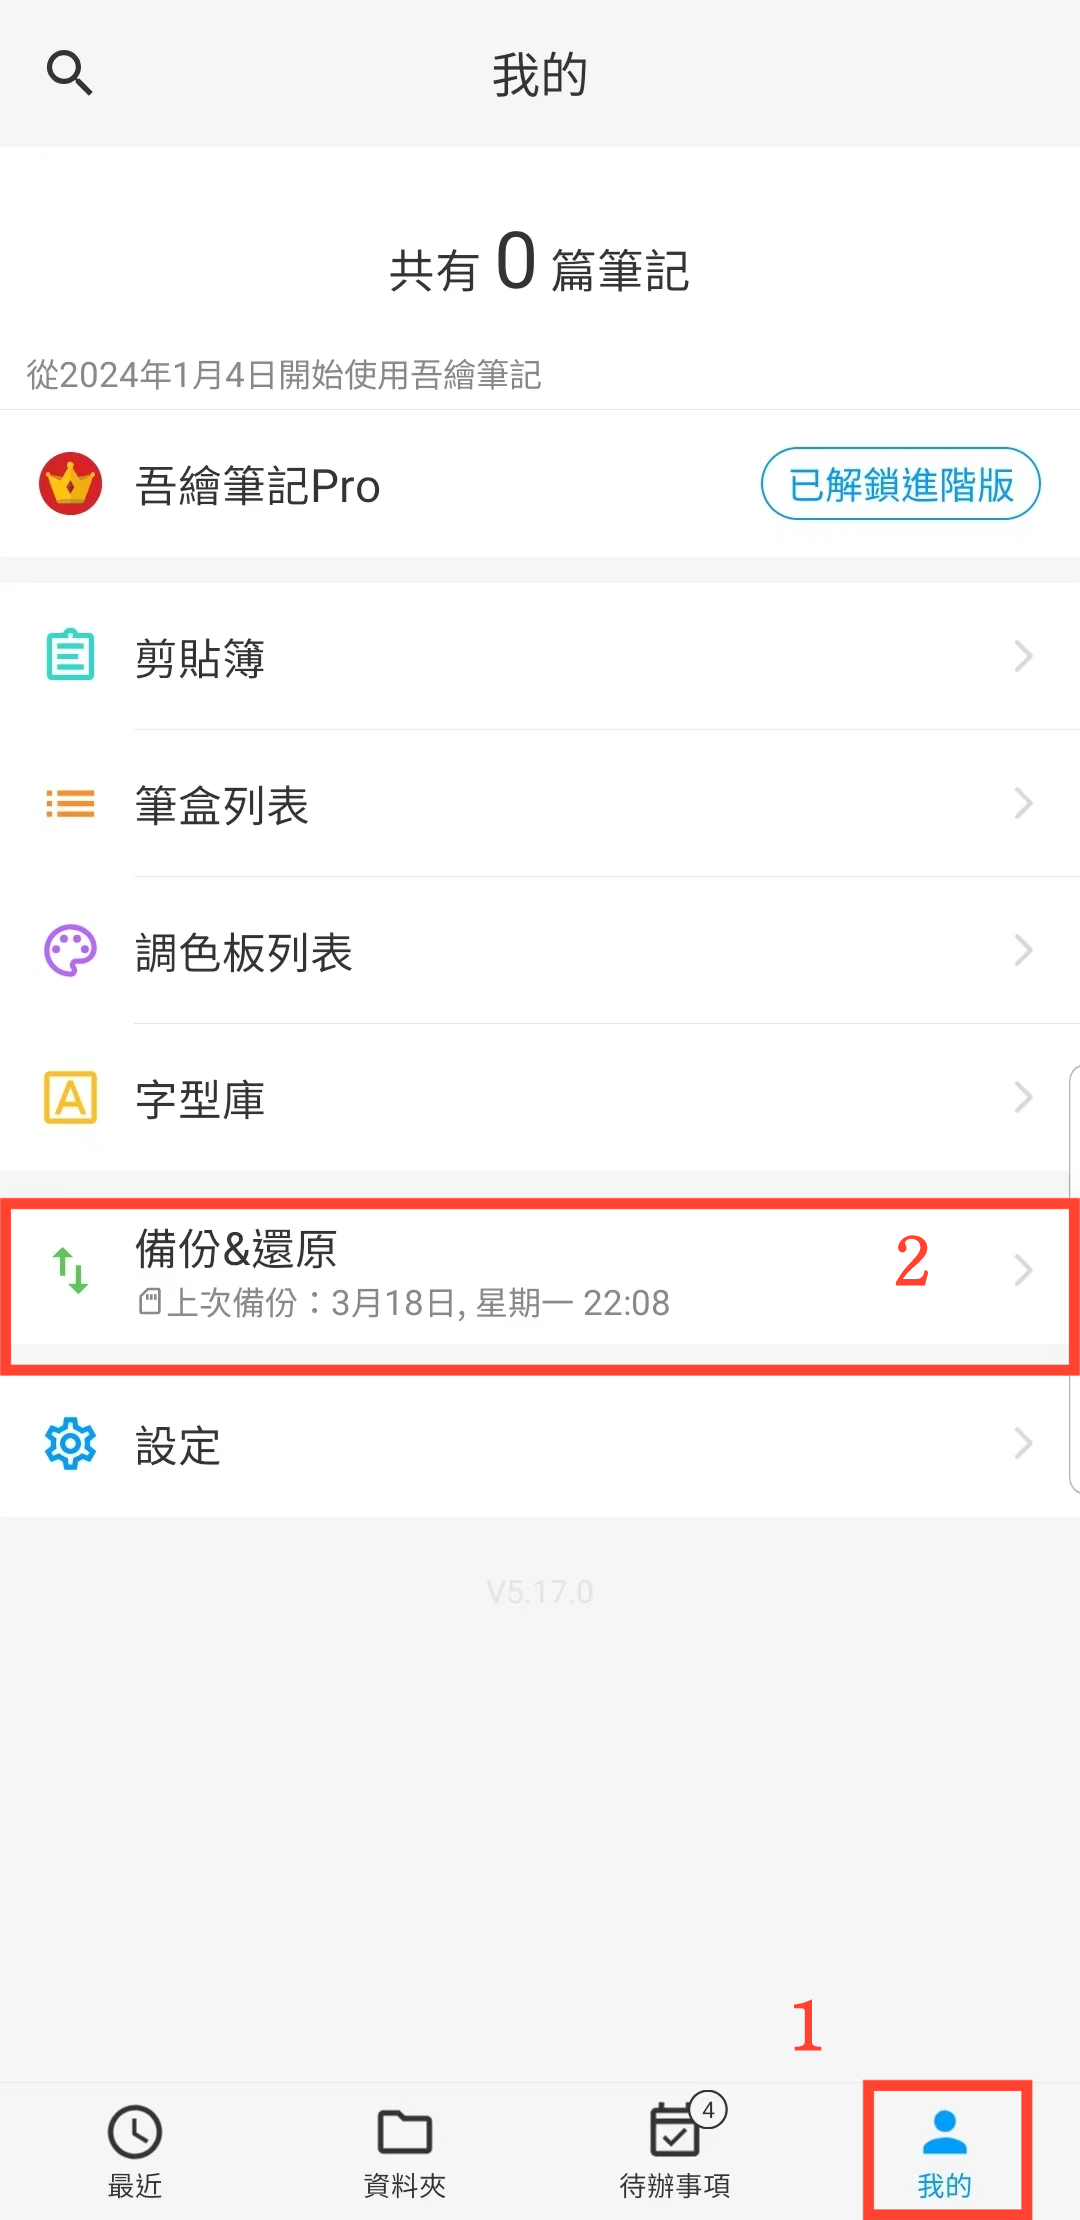 我的
共有 0 篇筆記
從2024年1月4日開始使用吾繪筆記
吾繪筆記Pro
已解鎖進階版
剪貼簿
筆盒列表
調色板列表
A 字型庫
備份&還原
2
上次備份：3月18日, 星期一 22:08
設定
V5.17.0
1
4
最近
資料夾
待辦事項
我的